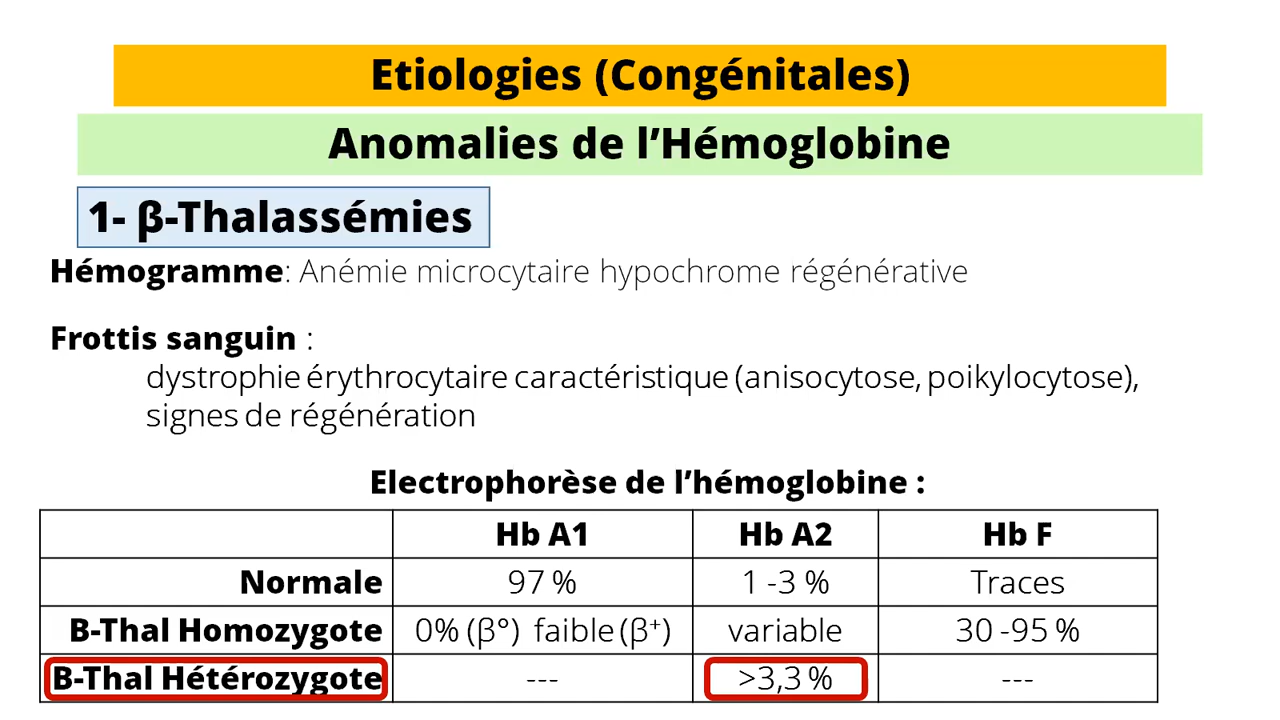 Etiologies (Congénitales)
Anomalies de l’Hémoglobine
1- β-Thalassémies
Hémogramme: Anémie microcytaire hypochrome régénérative
Frottis sanguin :
dystrophie érythrocytaire caractéristique (anisocytose, poikylocytose),
signes de régénération
Electrophorèse de l’hémoglobine :
Hb A1 Hb A2 Hb F
Normale 97 % 1 -3 % Traces
B-Thal Homozygote 0% (β°) faible (β⁺) variable 30 -95 %
B-Thal Hétérozygote --- >3,3 % ---